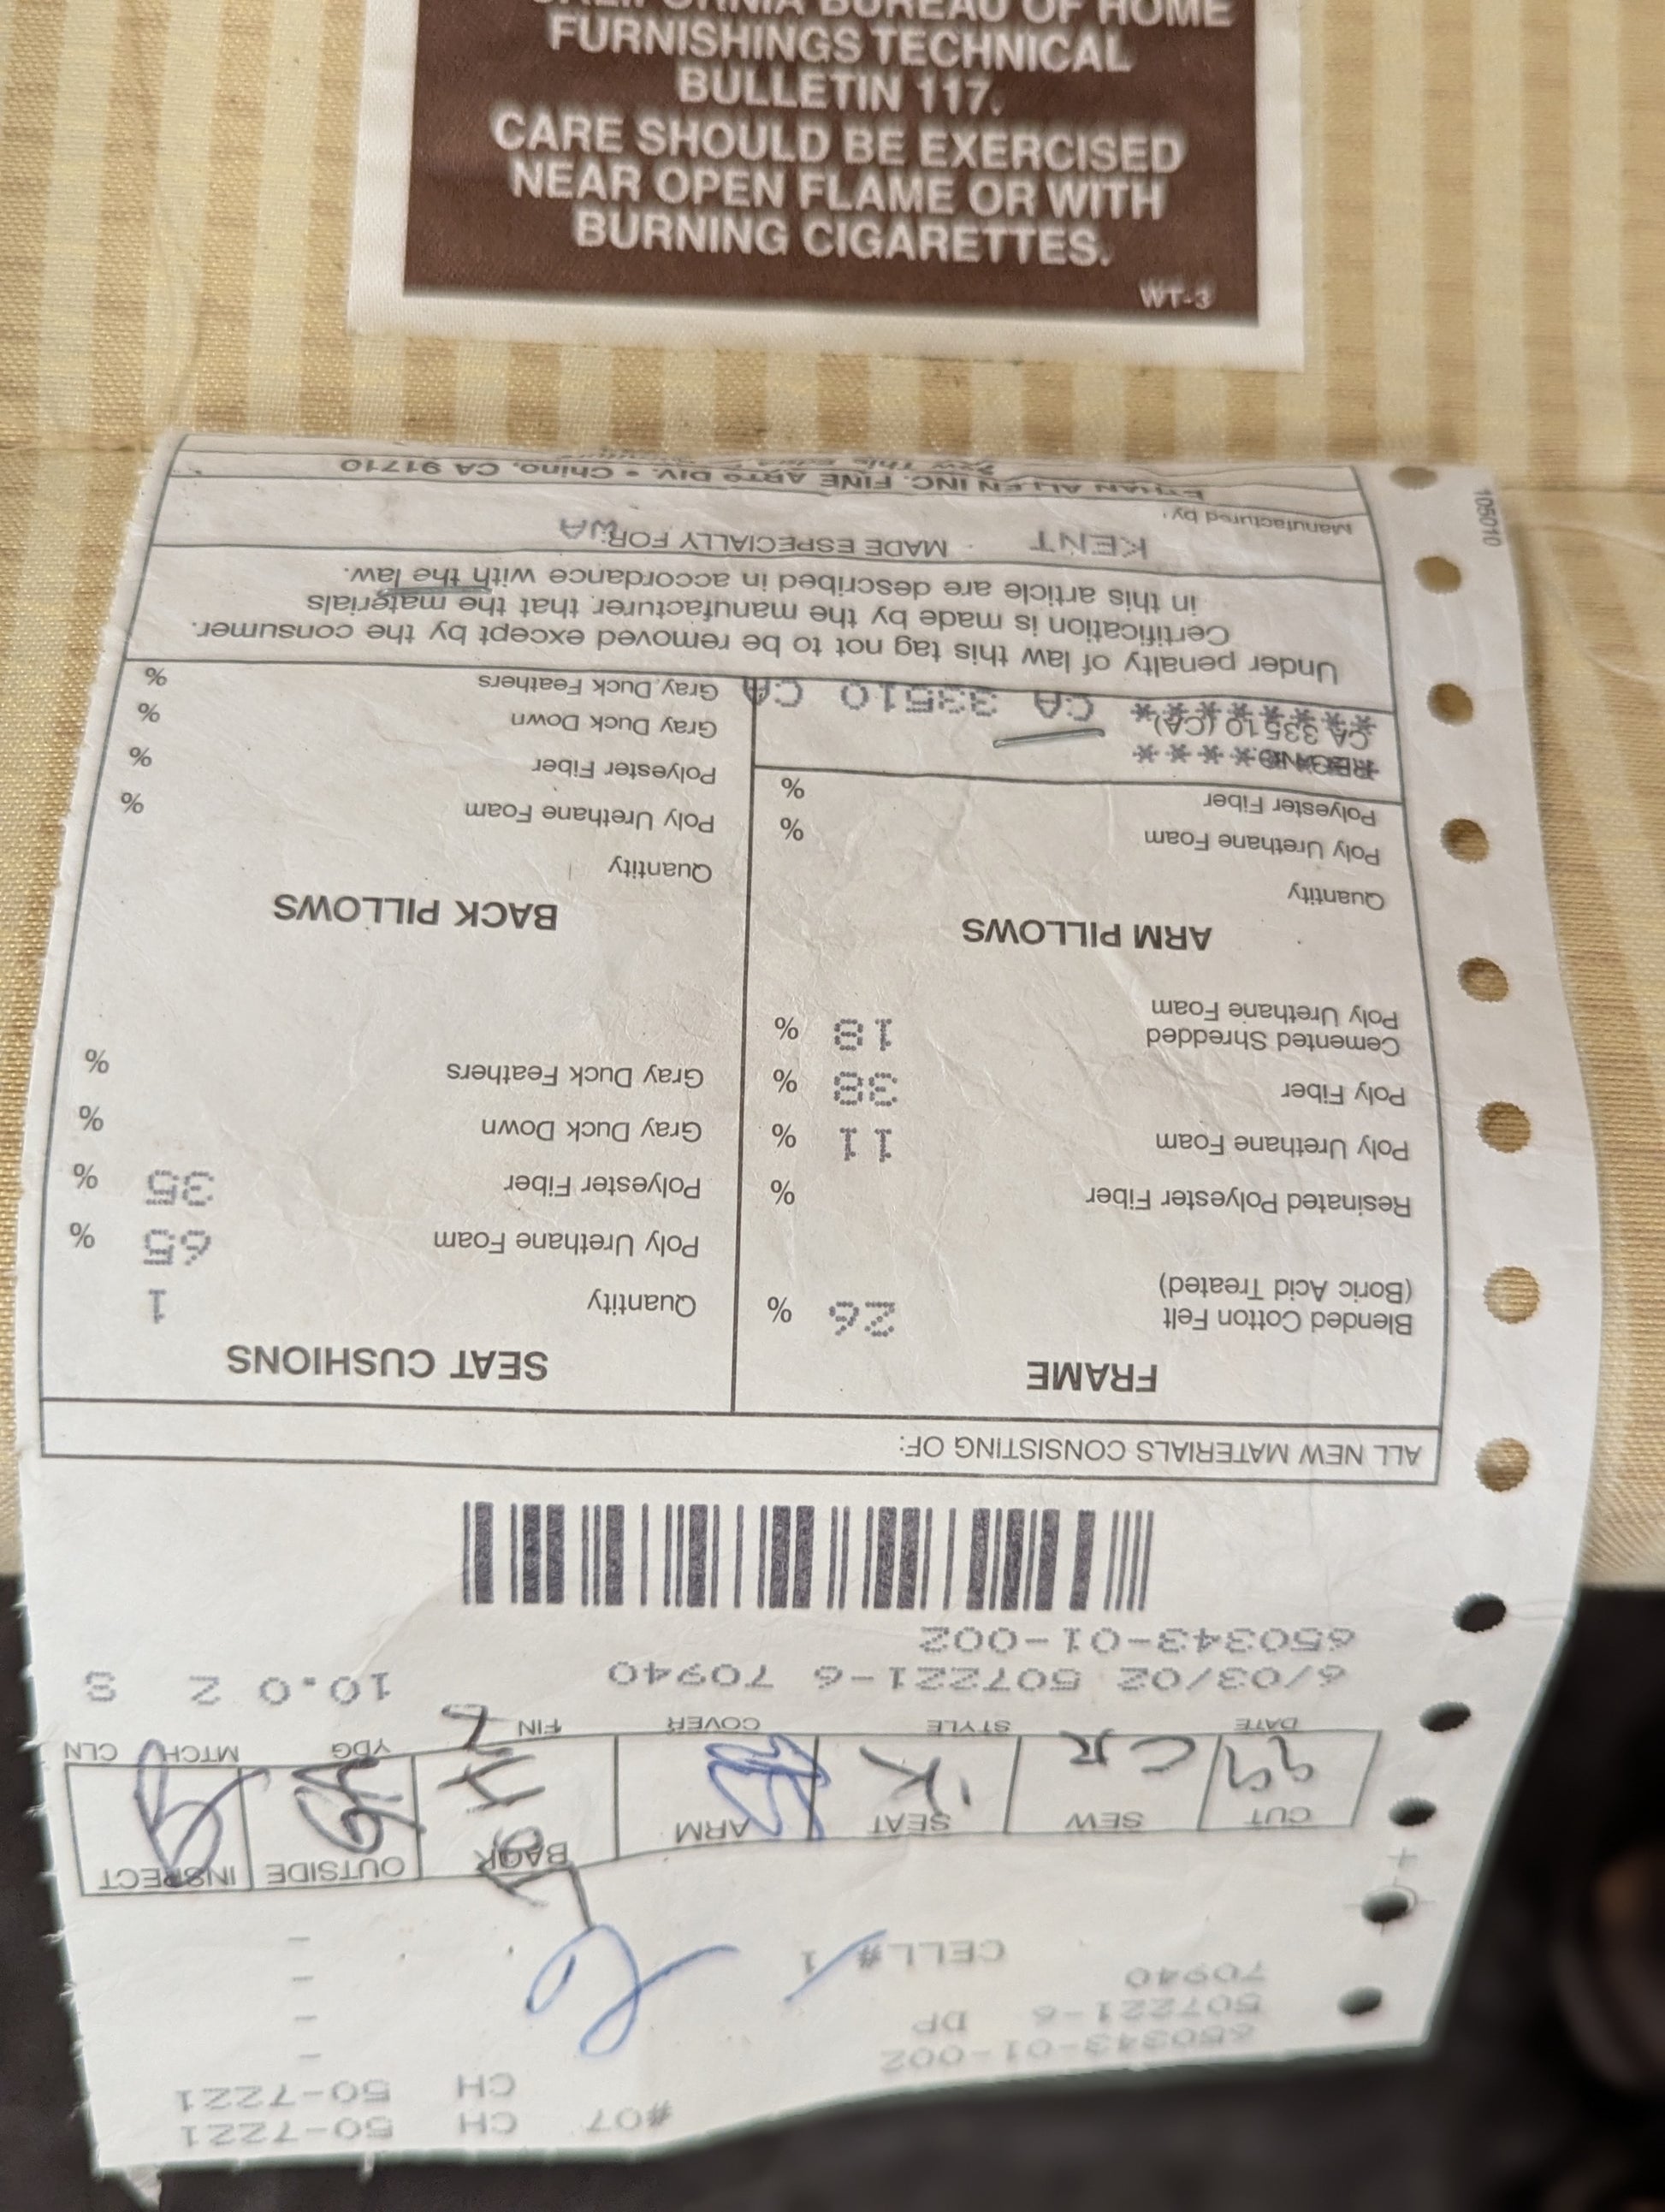 CALIFORNIA BUREAU OF HOME
FURNISHINGS TECHNICAL
BULLETIN 117.
CARE SHOULD BE EXERCISED
NEAR OPEN FLAME OR WITH
BURNING CIGARETTES.
WT-3
#07 CH 50-7221
CH 50-7221
650343-01-002
507221-6 DP
70940
CELL# 1
CUT SEW SEAT ARM BACK OUTSIDE INSPECT
99 CR K
DATE STYLE COVER FIN YDG MTCH CLN
6/03/02 507221-6 70940 10.0 2 S
650343-01-002
ALL NEW MATERIALS CONSISTING OF:
FRAME
Blended Cotton Felt
(Boric Acid Treated) 26 %
Resinated Polyester Fiber %
Poly Urethane Foam 11 %
Poly Fiber 38 %
Cemented Shredded
Poly Urethane Foam 18 %
SEAT CUSHIONS
Quantity 1
Poly Urethane Foam 65 %
Polyester Fiber 35 %
Gray Duck Down %
Gray Duck Feathers %
ARM PILLOWS
Quantity
Poly Urethane Foam %
Polyester Fiber %
REG. NO. ****
CA 33510 (CA)
******* CA 33510 CA
BACK PILLOWS
Quantity
Poly Urethane Foam %
Polyester Fiber %
Gray Duck Down %
Gray Duck Feathers %
Under penalty of law this tag not to be removed except by the consumer.
Certification is made by the manufacturer that the materials
in this article are described in accordance with the law.
KENT MADE ESPECIALLY FOR: WA
Manufactured by:
ETHAN ALLEN INC. FINE ARTS DIV. • Chino, CA 91710
105010